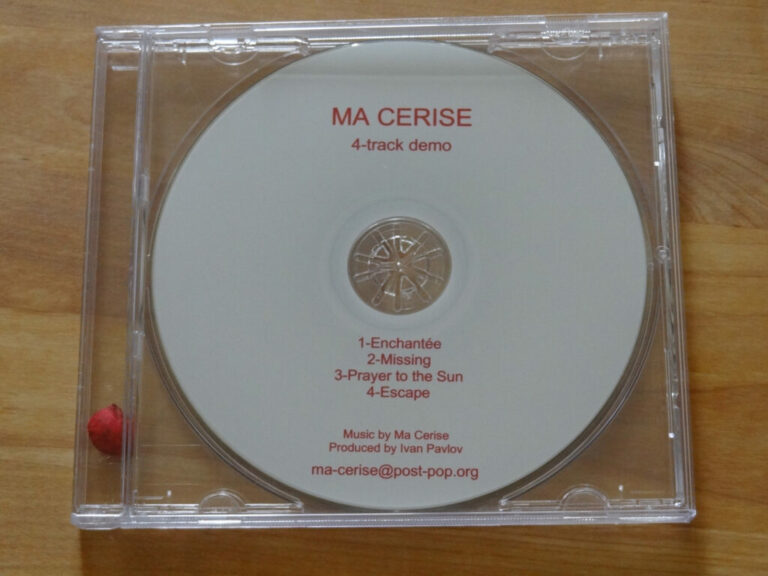 MA CERISE
4-track demo
1-Enchantée
2-Missing
3-Prayer to the Sun
4-Escape
Music by Ma Cerise
Produced by Ivan Pavlov
ma-cerise@post-pop.org